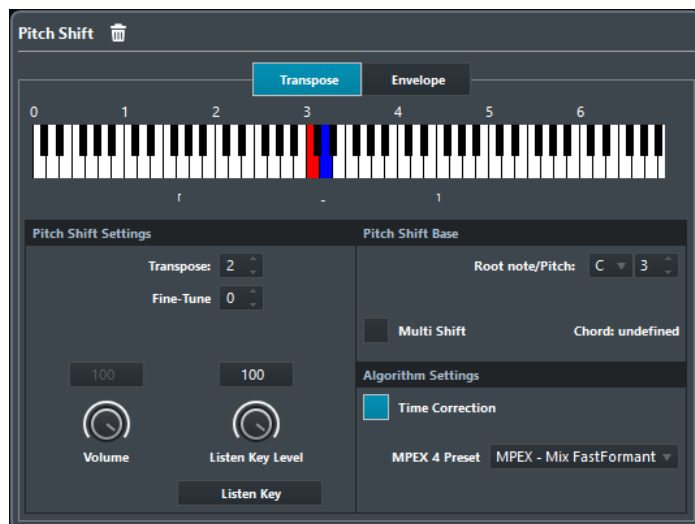 Pitch Shift
Transpose Envelope
0 1 2 3 4 5 6
Pitch Shift Settings
Transpose: 2
Fine-Tune 0
100 100
Volume Listen Key Level
Listen Key
Pitch Shift Base
Root note/Pitch: C 3
Multi Shift Chord: undefined
Algorithm Settings
Time Correction
MPEX 4 Preset MPEX - Mix FastFormant